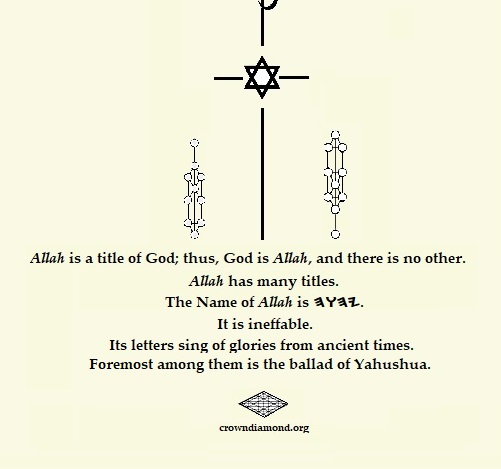 Allah is a title of God; thus, God is Allah, and there is no other.
Allah has many titles.
The Name of Allah is 𐤉𐤄𐤅𐤄.
It is ineffable.
Its letters sing of glories from ancient times.
Foremost among them is the ballad of Yahushua.
crowndiamond.org